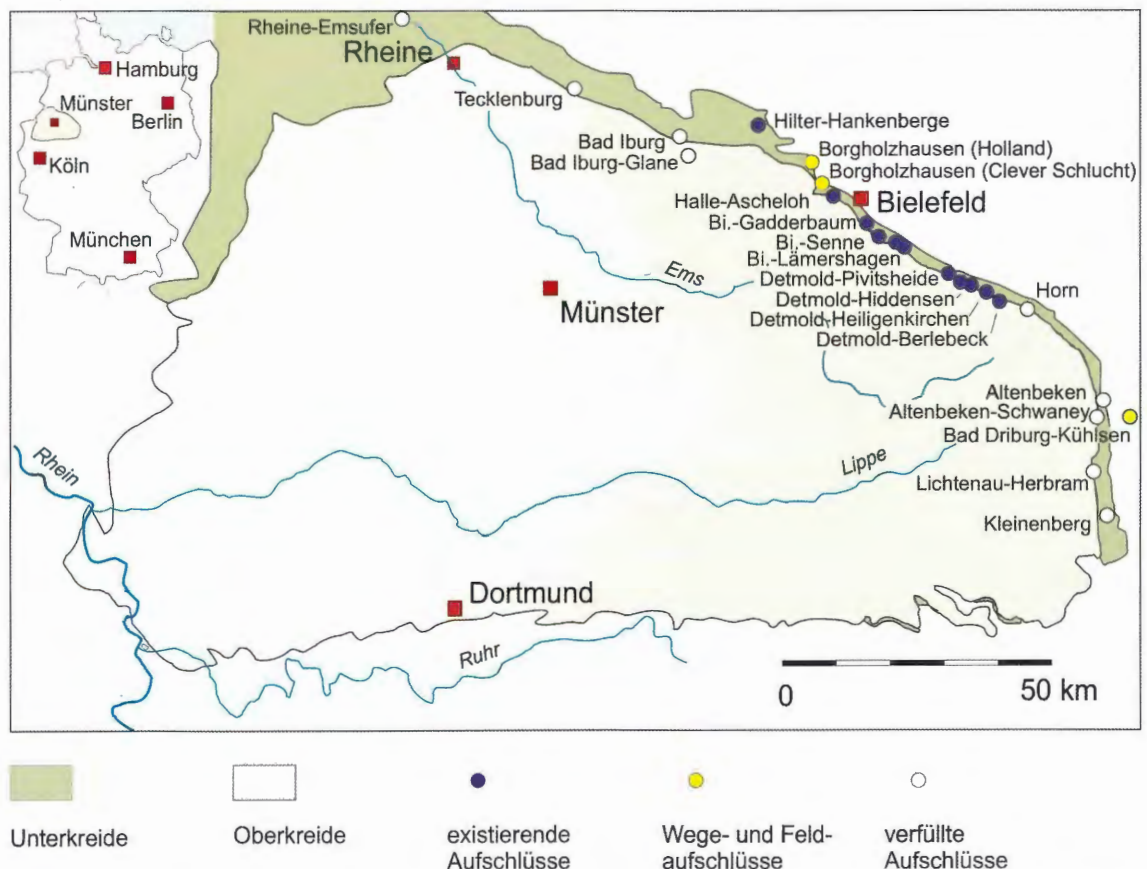 Rheine-Emsufer
Rheine
Hamburg
Münster
Berlin
Köln
München
Tecklenburg
Bad Iburg
Bad Iburg-Glane
Hilter-Hankenberge
Borgholzhausen (Holland)
Borgholzhausen (Clever Schlucht)
Halle-Ascheloh
Bielefeld
Bi.-Gadderbaum
Bi.-Senne
Bi.-Lämershagen
Ems
Detmold-Pivitsheide
Münster
Detmold-Hiddensen
Horn
Detmold-Heiligenkirchen
Detmold-Berlebeck
Altenbeken
Altenbeken-Schwaney
Bad Driburg-Kühlsen
Rhein
Lippe
Lichtenau-Herbram
Kleinenberg
Dortmund
Ruhr
0
50 km
Unterkreide
Oberkreide
existierende
Aufschlüsse
Wege- und Feld-
aufschlüsse
verfüllte
Aufschlüsse